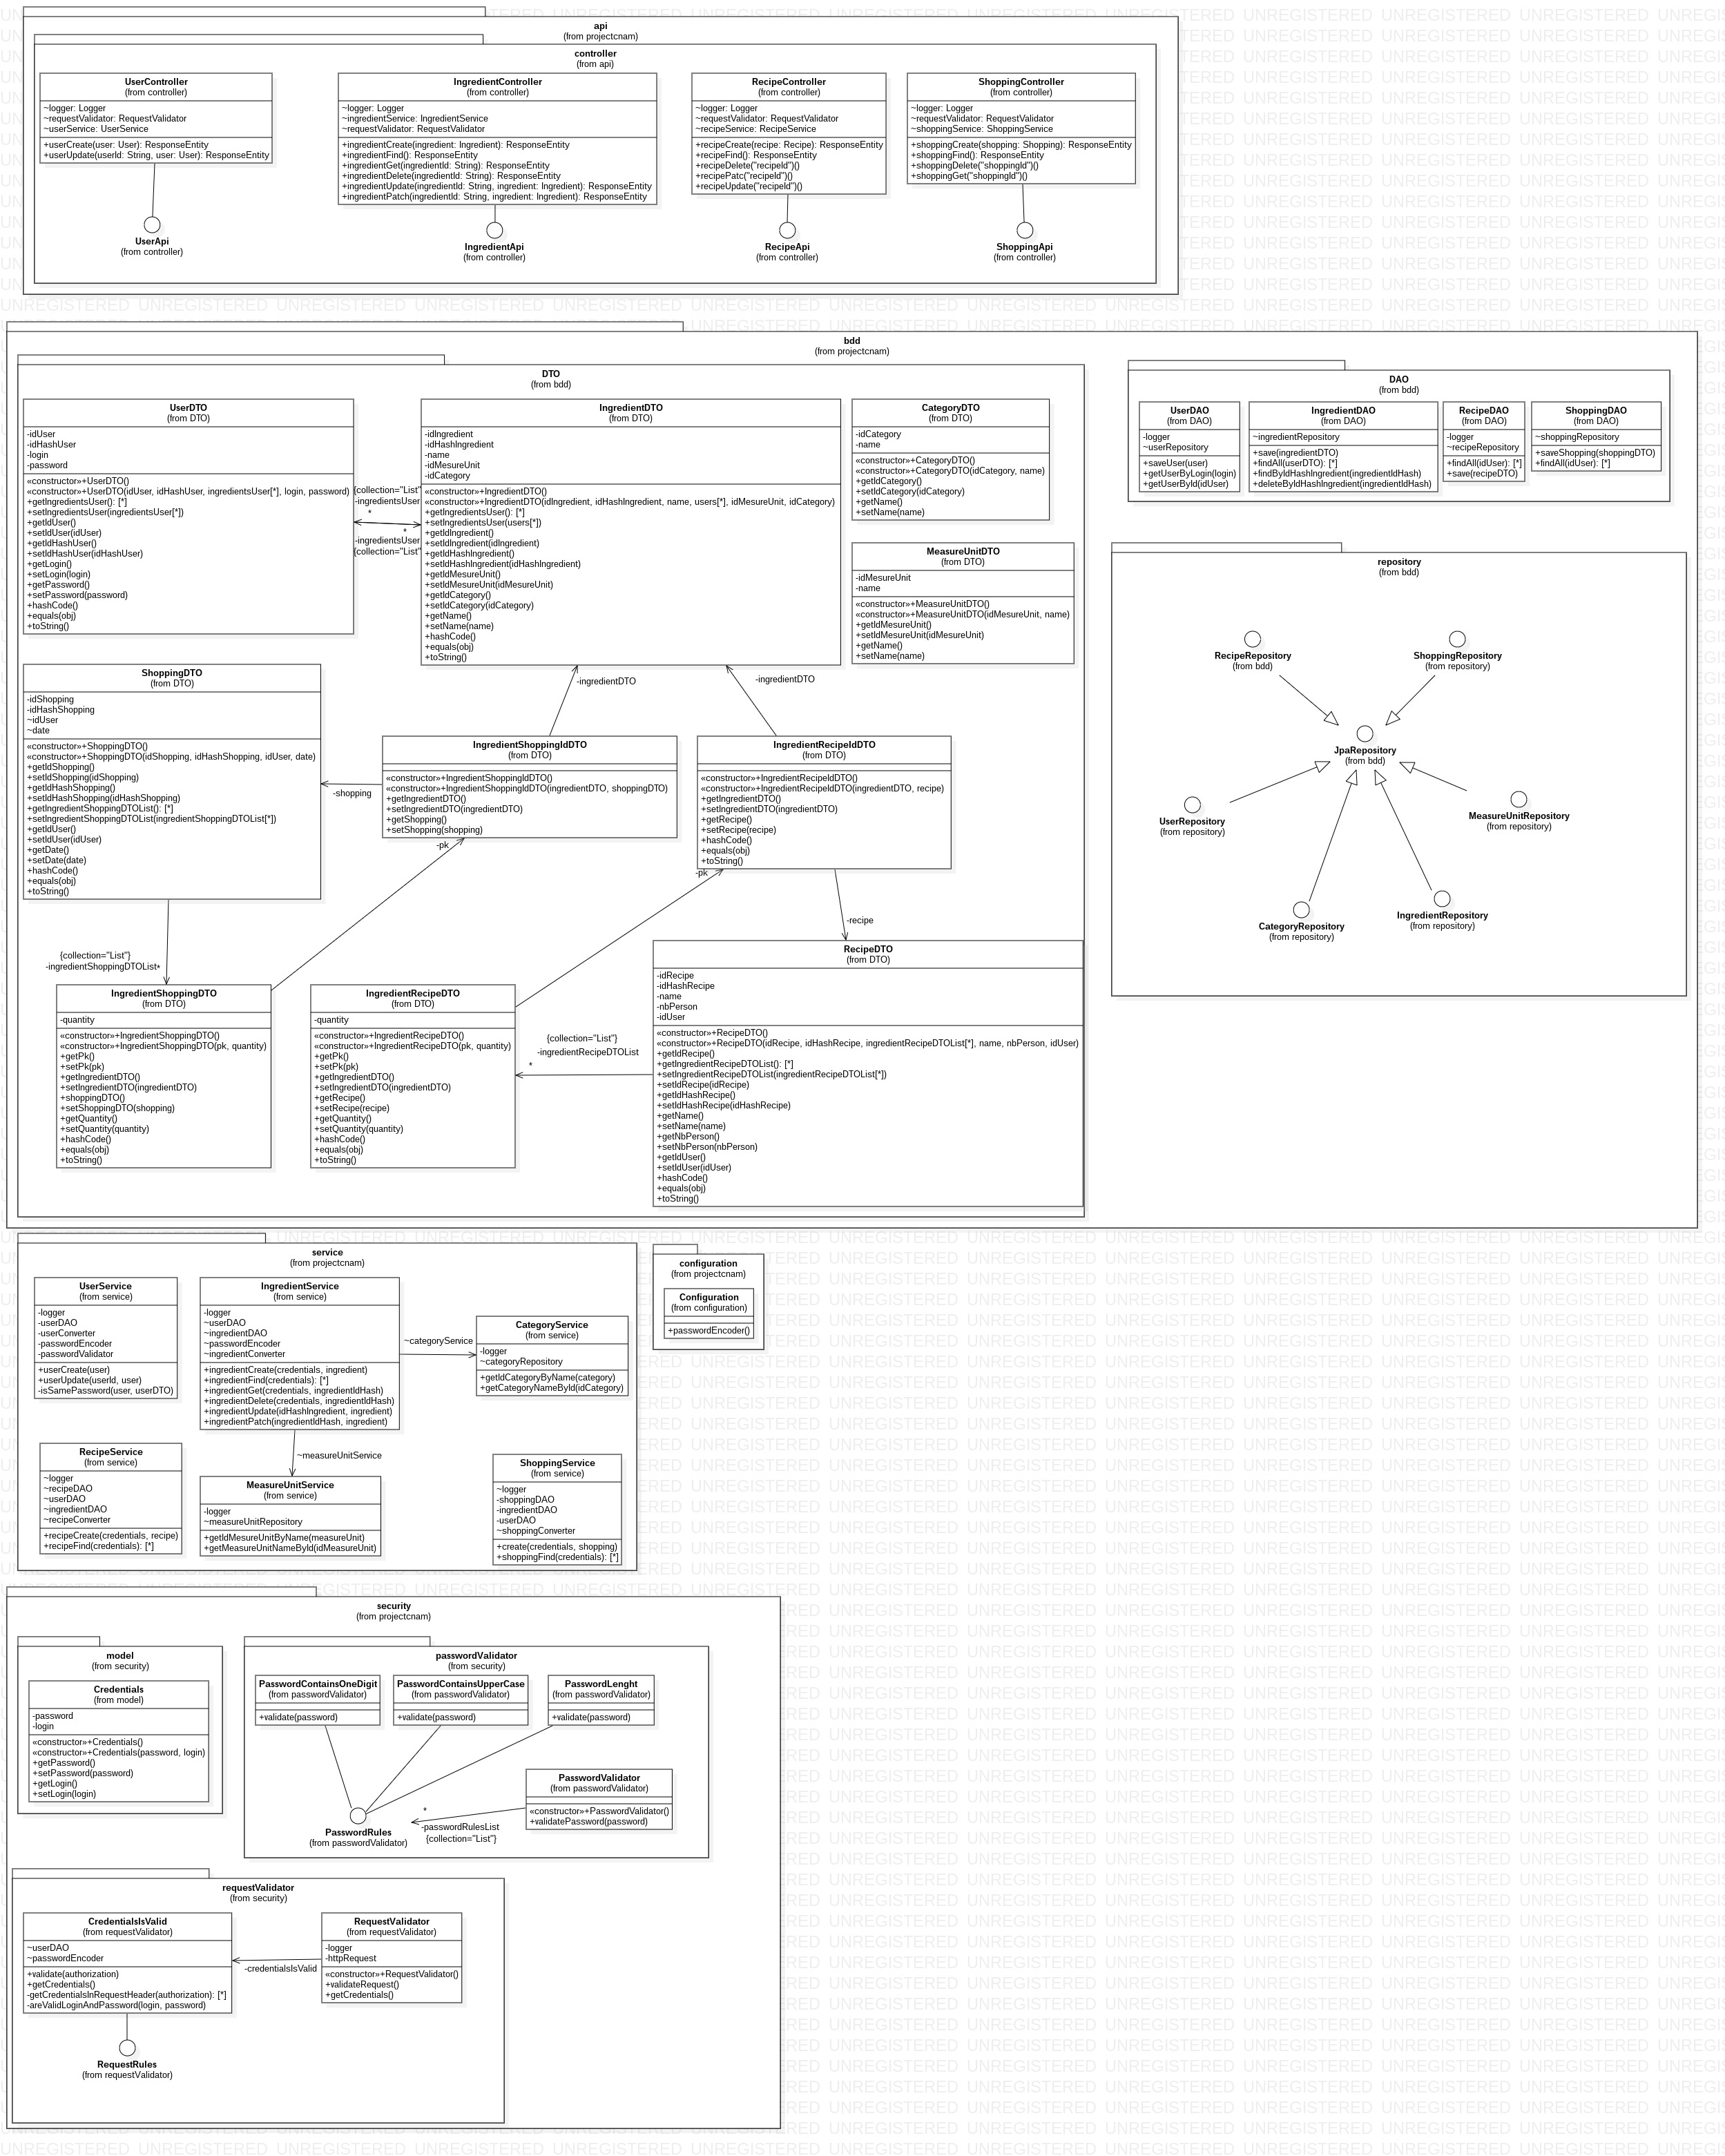 api
(from projectcnam)
controller
(from api)
UserController
(from controller)
~logger: Logger
~requestValidator: RequestValidator
~userService: UserService
+userCreate(user: User): ResponseEntity
+userUpdate(userId: String, user: User): ResponseEntity
IngredientController
(from controller)
~logger: Logger
~ingredientService: IngredientService
~requestValidator: RequestValidator
+ingredientCreate(ingredient: Ingredient): ResponseEntity
+ingredientFind(): ResponseEntity
+ingredientGet(ingredientId: String): ResponseEntity
+ingredientDelete(ingredientId: String): ResponseEntity
+ingredientUpdate(ingredientId: String, ingredient: Ingredient): ResponseEntity
+ingredientPatch(ingredientId: String, ingredient: Ingredient): ResponseEntity
RecipeController
(from controller)
~logger: Logger
~requestValidator: RequestValidator
~recipeService: RecipeService
+recipeCreate(recipe: Recipe): ResponseEntity
+recipeFind(): ResponseEntity
+recipeDelete("recipeId")()
+recipePatc("recipeId")()
+recipeUpdate("recipeId")()
ShoppingController
(from controller)
~logger: Logger
~requestValidator: RequestValidator
~shoppingService: ShoppingService
+shoppingCreate(shopping: Shopping): ResponseEntity
+shoppingFind(): ResponseEntity
+shoppingDelete("shoppingId")()
+shoppingGet("shoppingId")()
UserApi
(from controller)
IngredientApi
(from controller)
RecipeApi
(from controller)
ShoppingApi
(from controller)
bdd
(from projectcnam)
DTO
(from bdd)
UserDTO
(from DTO)
-idUser
-idHashUser
-login
-password
«constructor»+UserDTO()
«constructor»+UserDTO(idUser, idHashUser, ingredientsUser[*], login, password)
+getIngredientsUser(): [*]
+setIngredientsUser(ingredientsUser[*])
+getIdUser()
+setIdUser(idUser)
+getIdHashUser()
+setIdHashUser(idHashUser)
+getLogin()
+setLogin(login)
+getPassword()
+setPassword(password)
+hashCode()
+equals(obj)
+toString()
{collection="List"
-ingredientsUser
*
*
-ingredientsUser
{collection="List"
IngredientDTO
(from DTO)
-idIngredient
-idHashIngredient
-name
-idMesureUnit
-idCategory
«constructor»+IngredientDTO()
«constructor»+IngredientDTO(idIngredient, idHashIngredient, name, users[*], idMesureUnit, idCategory)
+getIngredientsUser(): [*]
+setIngredientsUser(users[*])
+getIdIngredient()
+setIdIngredient(idIngredient)
+getIdHashIngredient()
+setIdHashIngredient(idHashIngredient)
+getIdMesureUnit()
+setIdMesureUnit(idMesureUnit)
+getIdCategory()
+setIdCategory(idCategory)
+getName()
+setName(name)
+hashCode()
+equals(obj)
+toString()
CategoryDTO
(from DTO)
-idCategory
-name
«constructor»+CategoryDTO()
«constructor»+CategoryDTO(idCategory, name)
+getIdCategory()
+setIdCategory(idCategory)
+getName()
+setName(name)
MeasureUnitDTO
(from DTO)
-idMesureUnit
-name
«constructor»+MeasureUnitDTO()
«constructor»+MeasureUnitDTO(idMesureUnit, name)
+getIdMesureUnit()
+setIdMesureUnit(idMesureUnit)
+getName()
+setName(name)
ShoppingDTO
(from DTO)
-idShopping
-idHashShopping
~idUser
~date
«constructor»+ShoppingDTO()
«constructor»+ShoppingDTO(idShopping, idHashShopping, idUser, date)
+getIdShopping()
+setIdShopping(idShopping)
+getIdHashShopping()
+setIdHashShopping(idHashShopping)
+getIngredientShoppingDTOList(): [*]
+setIngredientShoppingDTOList(ingredientShoppingDTOList[*])
+getIdUser()
+setIdUser(idUser)
+getDate()
+setDate(date)
+hashCode()
+equals(obj)
+toString()
-ingredientDTO
-ingredientDTO
-shopping
IngredientShoppingIdDTO
(from DTO)
«constructor»+IngredientShoppingIdDTO()
«constructor»+IngredientShoppingIdDTO(ingredientDTO, shoppingDTO)
+getIngredientDTO()
+setIngredientDTO(ingredientDTO)
+getShopping()
+setShopping(shopping)
-pk
IngredientRecipeIdDTO
(from DTO)
«constructor»+IngredientRecipeIdDTO()
«constructor»+IngredientRecipeIdDTO(ingredientDTO, recipe)
+getIngredientDTO()
+setIngredientDTO(ingredientDTO)
+getRecipe()
+setRecipe(recipe)
+hashCode()
+equals(obj)
+toString()
-pk
-recipe
{collection="List"}
-ingredientShoppingDTOList*
IngredientShoppingDTO
(from DTO)
-quantity
«constructor»+IngredientShoppingDTO()
«constructor»+IngredientShoppingDTO(pk, quantity)
+getPk()
+setPk(pk)
+getIngredientDTO()
+setIngredientDTO(ingredientDTO)
+shoppingDTO()
+setShoppingDTO(shopping)
+getQuantity()
+setQuantity(quantity)
+hashCode()
+equals(obj)
+toString()
IngredientRecipeDTO
(from DTO)
-quantity
«constructor»+IngredientRecipeDTO()
«constructor»+IngredientRecipeDTO(pk, quantity)
+getPk()
+setPk(pk)
+getIngredientDTO()
+setIngredientDTO(ingredientDTO)
+getRecipe()
+setRecipe(recipe)
+getQuantity()
+setQuantity(quantity)
+hashCode()
+equals(obj)
+toString()
{collection="List"}
-ingredientRecipeDTOList
*
RecipeDTO
(from DTO)
-idRecipe
-idHashRecipe
-name
-nbPerson
-idUser
«constructor»+RecipeDTO()
«constructor»+RecipeDTO(idRecipe, idHashRecipe, ingredientRecipeDTOList[*], name, nbPerson, idUser)
+getIdRecipe()
+getIngredientRecipeDTOList(): [*]
+setIngredientRecipeDTOList(ingredientRecipeDTOList[*])
+setIdRecipe(idRecipe)
+getIdHashRecipe()
+setIdHashRecipe(idHashRecipe)
+getName()
+setName(name)
+getNbPerson()
+setNbPerson(nbPerson)
+getIdUser()
+setIdUser(idUser)
+hashCode()
+equals(obj)
+toString()
DAO
(from bdd)
UserDAO
(from DAO)
-logger
~userRepository
+saveUser(user)
+getUserByLogin(login)
+getUserById(idUser)
IngredientDAO
(from DAO)
~ingredientRepository
+save(ingredientDTO)
+findAll(userDTO): [*]
+findByIdHashIngredient(ingredientIdHash)
+deleteByIdHashIngredient(ingredientIdHash)
RecipeDAO
(from DAO)
-logger
~recipeRepository
+findAll(idUser): [*]
+save(recipeDTO)
ShoppingDAO
(from DAO)
~shoppingRepository
+saveShopping(shoppingDTO)
+findAll(idUser): [*]
repository
(from bdd)
RecipeRepository
(from bdd)
ShoppingRepository
(from repository)
JpaRepository
(from bdd)
UserRepository
(from repository)
MeasureUnitRepository
(from repository)
CategoryRepository
(from repository)
IngredientRepository
(from repository)
service
(from projectcnam)
UserService
(from service)
-logger
-userDAO
-userConverter
-passwordEncoder
-passwordValidator
+userCreate(user)
+userUpdate(userId, user)
-isSamePassword(user, userDTO)
IngredientService
(from service)
-logger
~userDAO
~ingredientDAO
~passwordEncoder
~ingredientConverter
+ingredientCreate(credentials, ingredient)
+ingredientFind(credentials): [*]
+ingredientGet(credentials, ingredientIdHash)
+ingredientDelete(credentials, ingredientIdHash)
+ingredientUpdate(idHashIngredient, ingredient)
+ingredientPatch(ingredientIdHash, ingredient)
~categoryService
CategoryService
(from service)
-logger
~categoryRepository
+getIdCategoryByName(category)
+getCategoryNameById(idCategory)
RecipeService
(from service)
~logger
~recipeDAO
~userDAO
~ingredientDAO
~recipeConverter
+recipeCreate(credentials, recipe)
+recipeFind(credentials): [*]
~measureUnitService
MeasureUnitService
(from service)
-logger
~measureUnitRepository
+getIdMesureUnitByName(measureUnit)
+getMeasureUnitNameById(idMeasureUnit)
ShoppingService
(from service)
~logger
-shoppingDAO
-ingredientDAO
-userDAO
~shoppingConverter
+create(credentials, shopping)
+shoppingFind(credentials): [*]
configuration
(from projectcnam)
Configuration
(from configuration)
+passwordEncoder()
security
(from projectcnam)
model
(from security)
Credentials
(from model)
-password
-login
«constructor»+Credentials()
«constructor»+Credentials(password, login)
+getPassword()
+setPassword(password)
+getLogin()
+setLogin(login)
passwordValidator
(from security)
PasswordContainsOneDigit
(from passwordValidator)
+validate(password)
PasswordContainsUpperCase
(from passwordValidator)
+validate(password)
PasswordLenght
(from passwordValidator)
+validate(password)
PasswordValidator
(from passwordValidator)
«constructor»+PasswordValidator()
+validatePassword(password)
*
-passwordRulesList
{collection="List"}
PasswordRules
(from passwordValidator)
requestValidator
(from security)
CredentialsIsValid
(from requestValidator)
~userDAO
~passwordEncoder
+validate(authorization)
+getCredentials()
-getCredentialsInRequestHeader(authorization): [*]
-areValidLoginAndPassword(login, password)
-credentialsIsValid
RequestValidator
(from requestValidator)
-logger
-httpRequest
«constructor»+RequestValidator()
+validateRequest()
+getCredentials()
RequestRules
(from requestValidator)